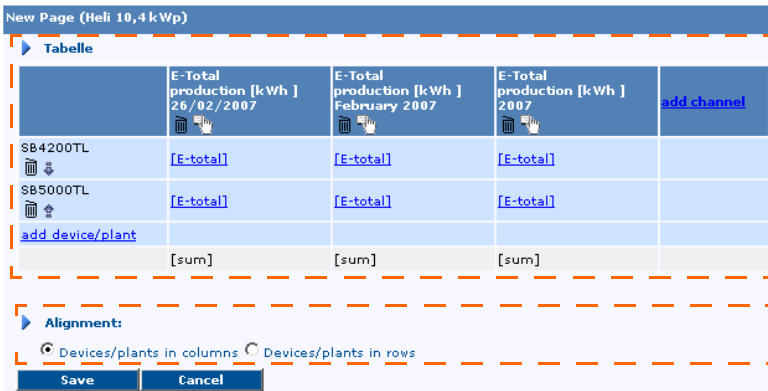 New Page (Heli 10,4 kWp)
Tabelle
E-Total production [kWh ] 26/02/2007
E-Total production [kWh ] February 2007
E-Total production [kWh ] 2007
add channel
SB4200TL
[E-total] [E-total] [E-total]
SB5000TL
[E-total] [E-total] [E-total]
add device/plant
[sum] [sum] [sum]
Alignment:
Devices/plants in columns Devices/plants in rows
Save Cancel